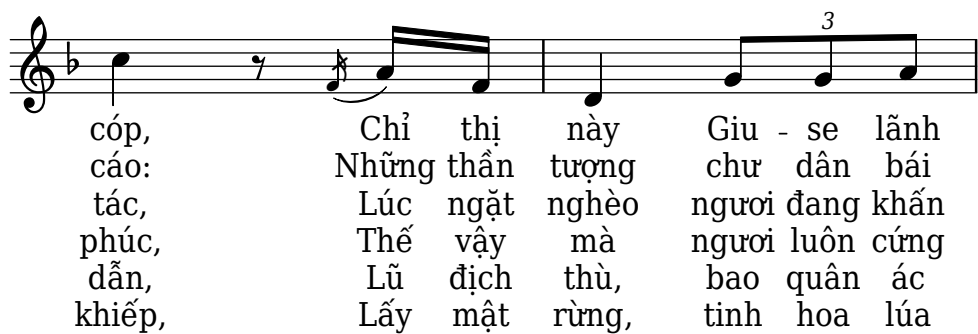 3
cóp, Chỉ thị này Giu - se lãnh
cáo: Những thần tượng chư dân bái
tác, Lúc ngặt nghèo ngươi đang khấn
phúc, Thế vậy mà ngươi luôn cứng
dẫn, Lũ địch thù, bao quân ác
khiếp, Lấy mật rừng, tinh hoa lúa